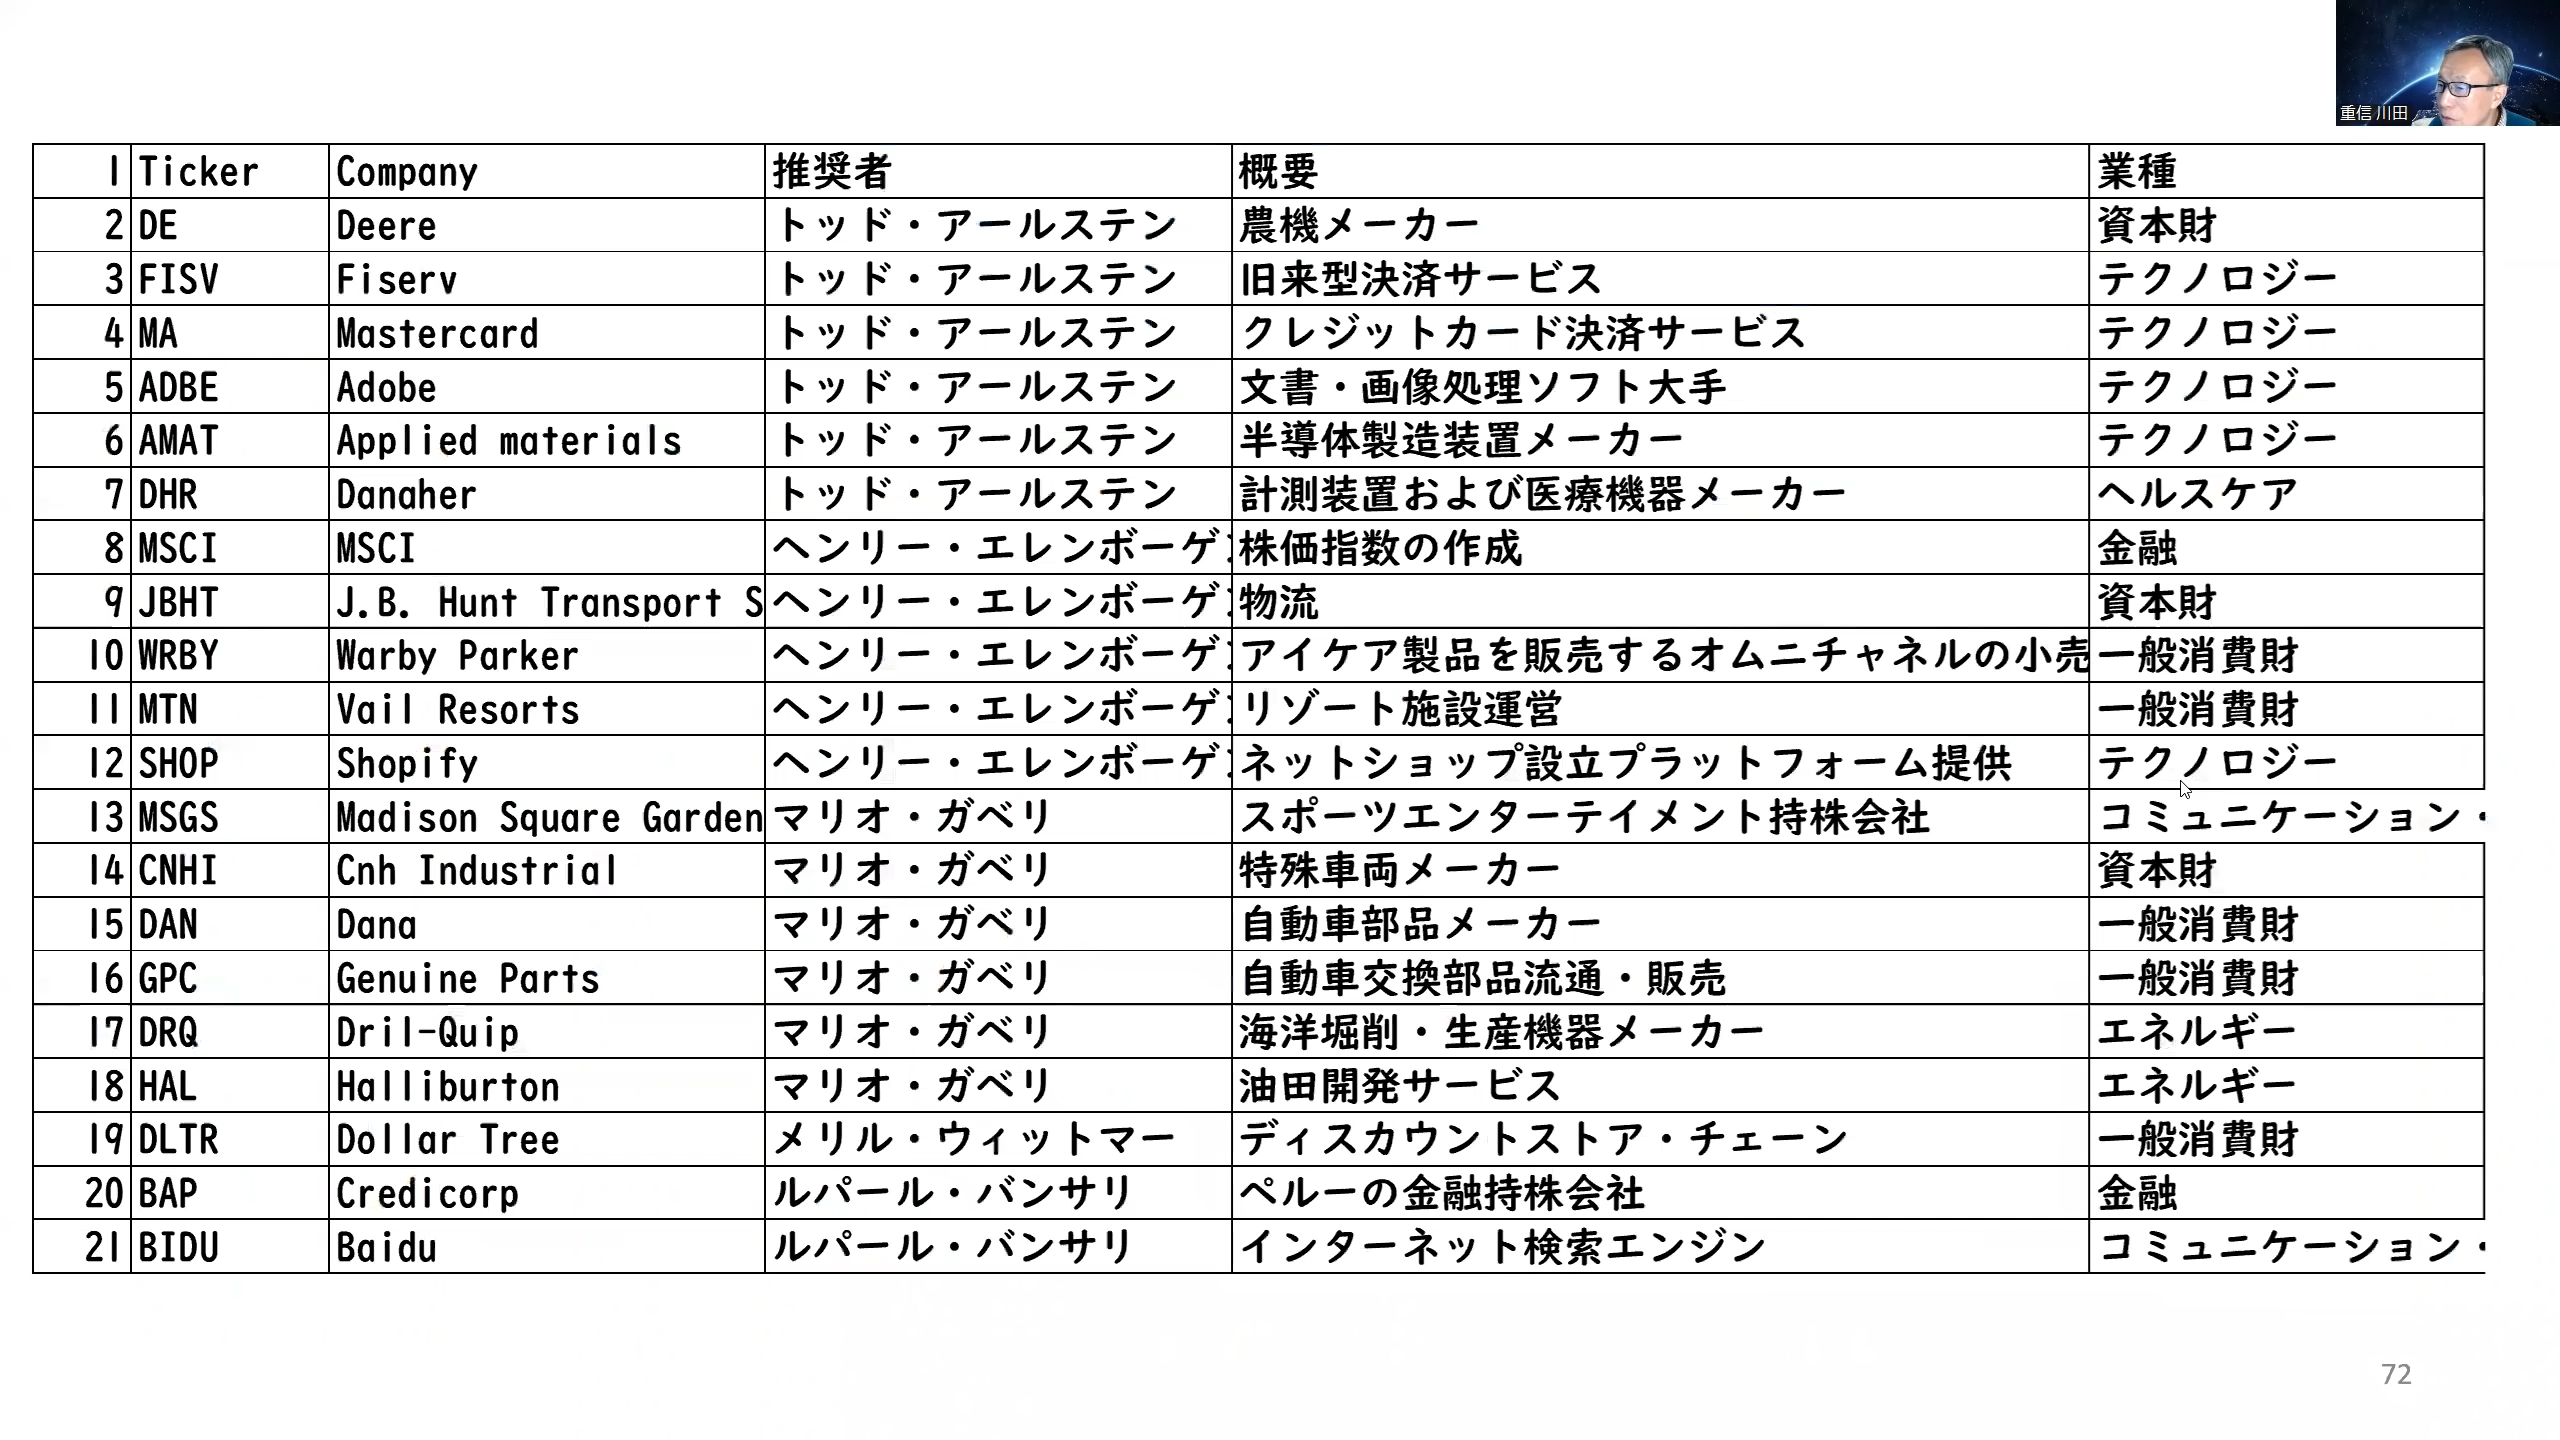 重信 川田
1 Ticker Company 推奨者 概要 業種
2 DE Deere トッド・アールステン 農機メーカー 資本財
3 FISV Fiserv トッド・アールステン 旧来型決済サービス テクノロジー
4 MA Mastercard トッド・アールステン クレジットカード決済サービス テクノロジー
5 ADBE Adobe トッド・アールステン 文書・画像処理ソフト大手 テクノロジー
6 AMAT Applied materials トッド・アールステン 半導体製造装置メーカー テクノロジー
7 DHR Danaher トッド・アールステン 計測装置および医療機器メーカー ヘルスケア
8 MSCI MSCI ヘンリー・エレンボーゲ 株価指数の作成 金融
9 JBHT J.B. Hunt Transport S ヘンリー・エレンボーゲ 物流 資本財
10 WRBY Warby Parker ヘンリー・エレンボーゲ アイケア製品を販売するオムニチャネルの小売 一般消費財
11 MTN Vail Resorts ヘンリー・エレンボーゲ リゾート施設運営 一般消費財
12 SHOP Shopify ヘンリー・エレンボーゲ ネットショップ設立プラットフォーム提供 テクノロジー
13 MSGS Madison Square Garden マリオ・ガベリ スポーツエンターテイメント持株会社 コミュニケーション・
14 CNHI Cnh Industrial マリオ・ガベリ 特殊車両メーカー 資本財
15 DAN Dana マリオ・ガベリ 自動車部品メーカー 一般消費財
16 GPC Genuine Parts マリオ・ガベリ 自動車交換部品流通・販売 一般消費財
17 DRQ Dril-Quip マリオ・ガベリ 海洋堀削・生産機器メーカー エネルギー
18 HAL Halliburton マリオ・ガベリ 油田開発サービス エネルギー
19 DLTR Dollar Tree メリル・ウィットマー ディスカウントストア・チェーン 一般消費財
20 BAP Credicorp ルパール・バンサリ ペルーの金融持株会社 金融
21 BIDU Baidu ルパール・バンサリ インターネット検索エンジン コミュニケーション・
72